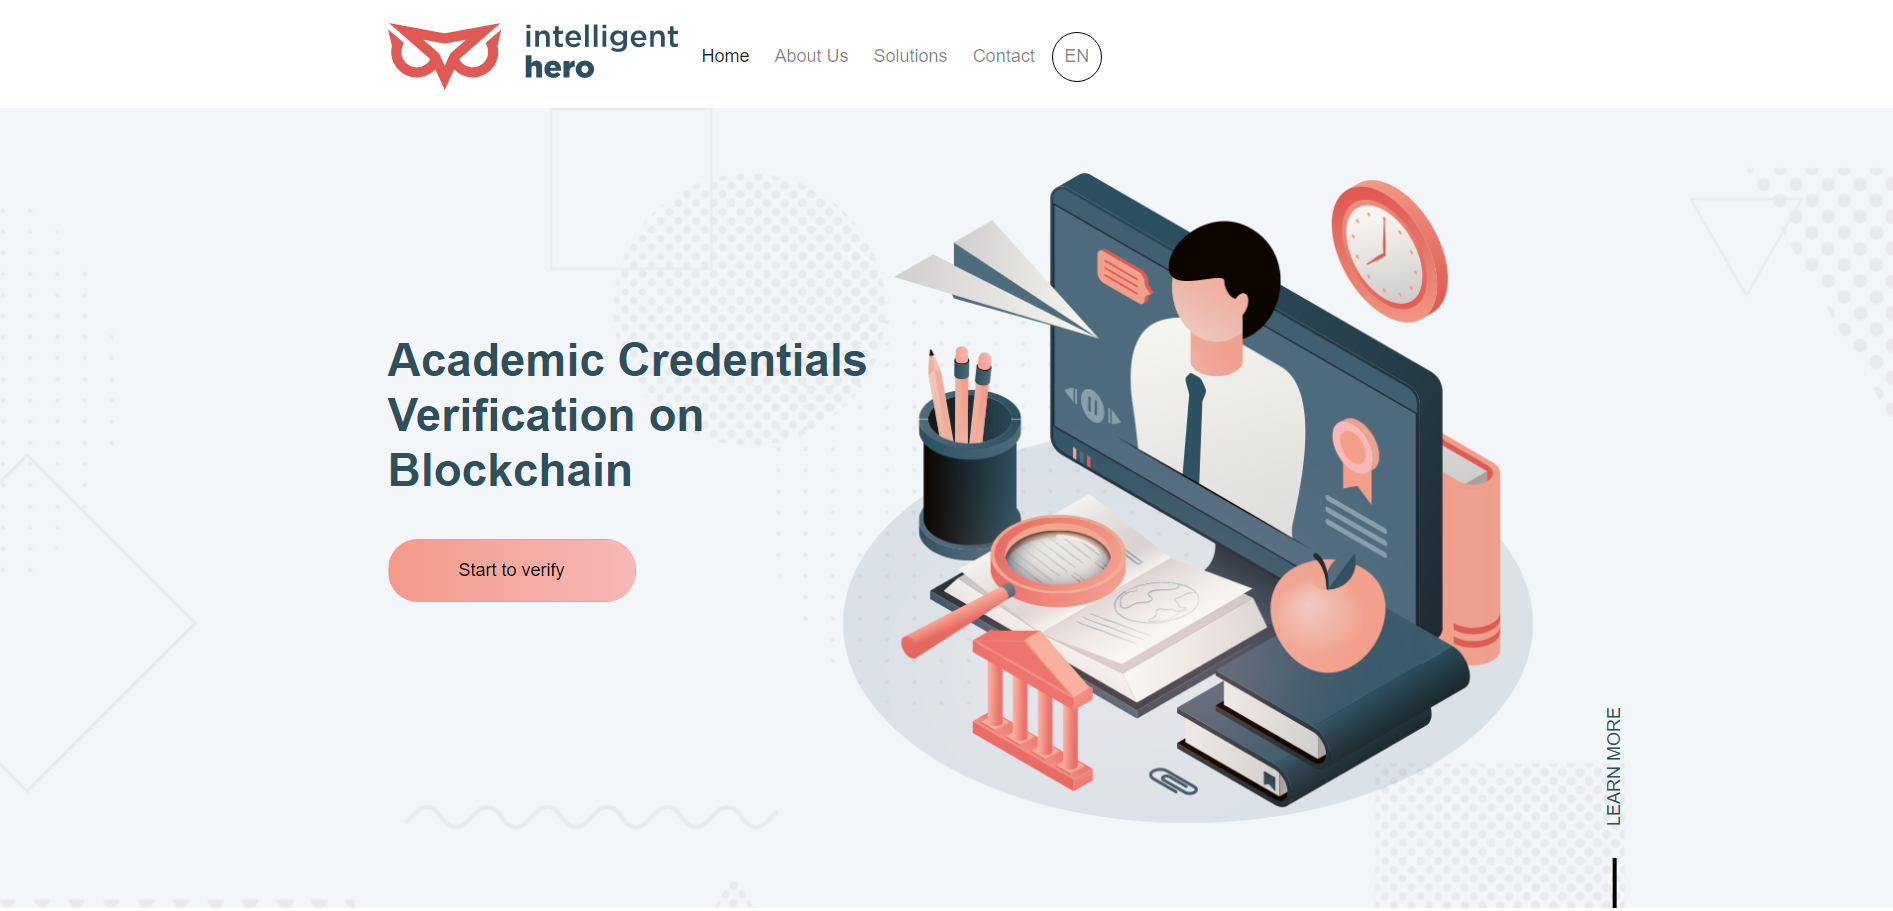 intelligent
hero
Home
About Us
Solutions
Contact
EN
Academic Credentials
Verification on
Blockchain
Start to verify
LEARN MORE